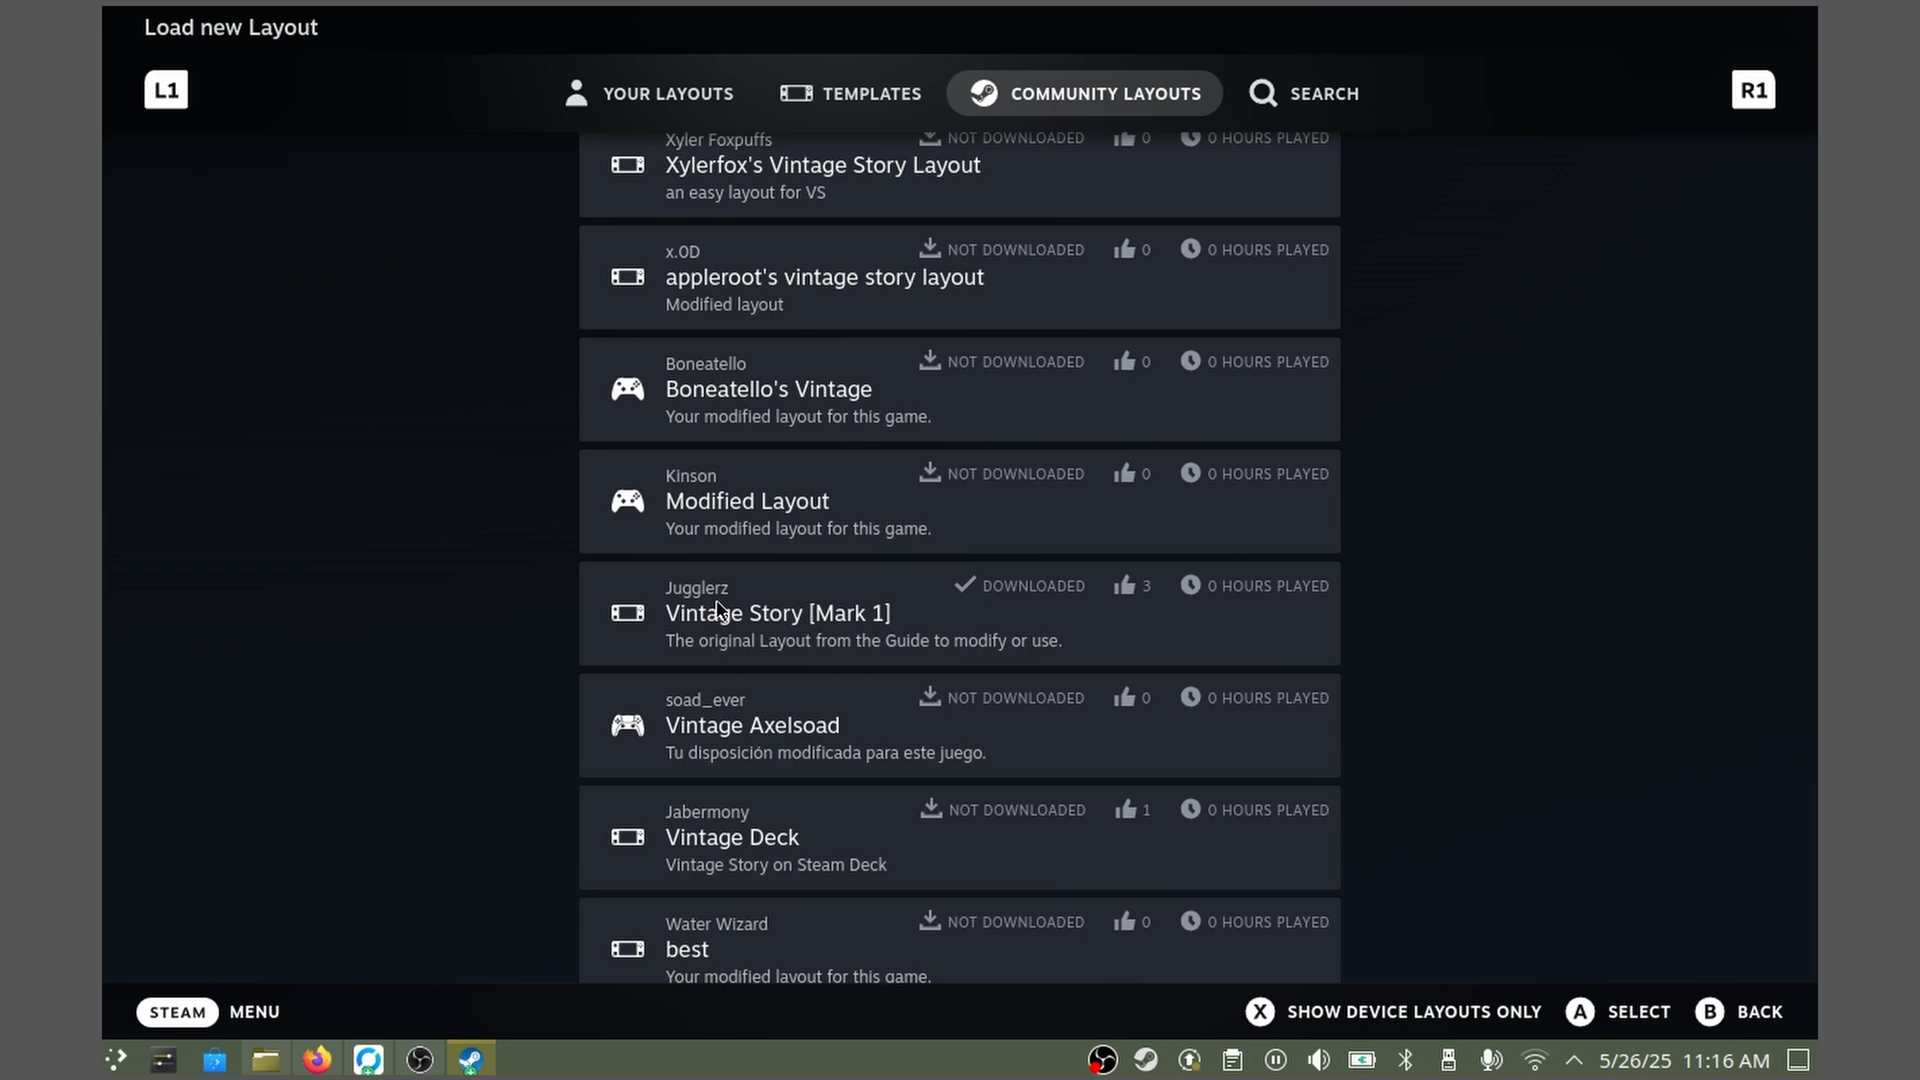 Load new Layout
L1
YOUR LAYOUTS
TEMPLATES
COMMUNITY LAYOUTS
SEARCH
R1
Xyler Foxpuffs
NOT DOWNLOADED
0
0 HOURS PLAYED
Xylerfox's Vintage Story Layout
an easy layout for VS
x.0D
NOT DOWNLOADED
0
0 HOURS PLAYED
appleroot's vintage story layout
Modified layout
Boneatello
NOT DOWNLOADED
0
0 HOURS PLAYED
Boneatello's Vintage
Your modified layout for this game.
Kinson
NOT DOWNLOADED
0
0 HOURS PLAYED
Modified Layout
Your modified layout for this game.
Jugglerz
DOWNLOADED
3
0 HOURS PLAYED
Vintage Story [Mark 1]
The original Layout from the Guide to modify or use.
soad_ever
NOT DOWNLOADED
0
0 HOURS PLAYED
Vintage Axelsoad
Tu disposición modificada para este juego.
Jabermony
NOT DOWNLOADED
1
0 HOURS PLAYED
Vintage Deck
Vintage Story on Steam Deck
Water Wizard
NOT DOWNLOADED
0
0 HOURS PLAYED
best
Your modified layout for this game.
STEAM
MENU
X
SHOW DEVICE LAYOUTS ONLY
A
SELECT
B
BACK
5/26/25
11:16 AM